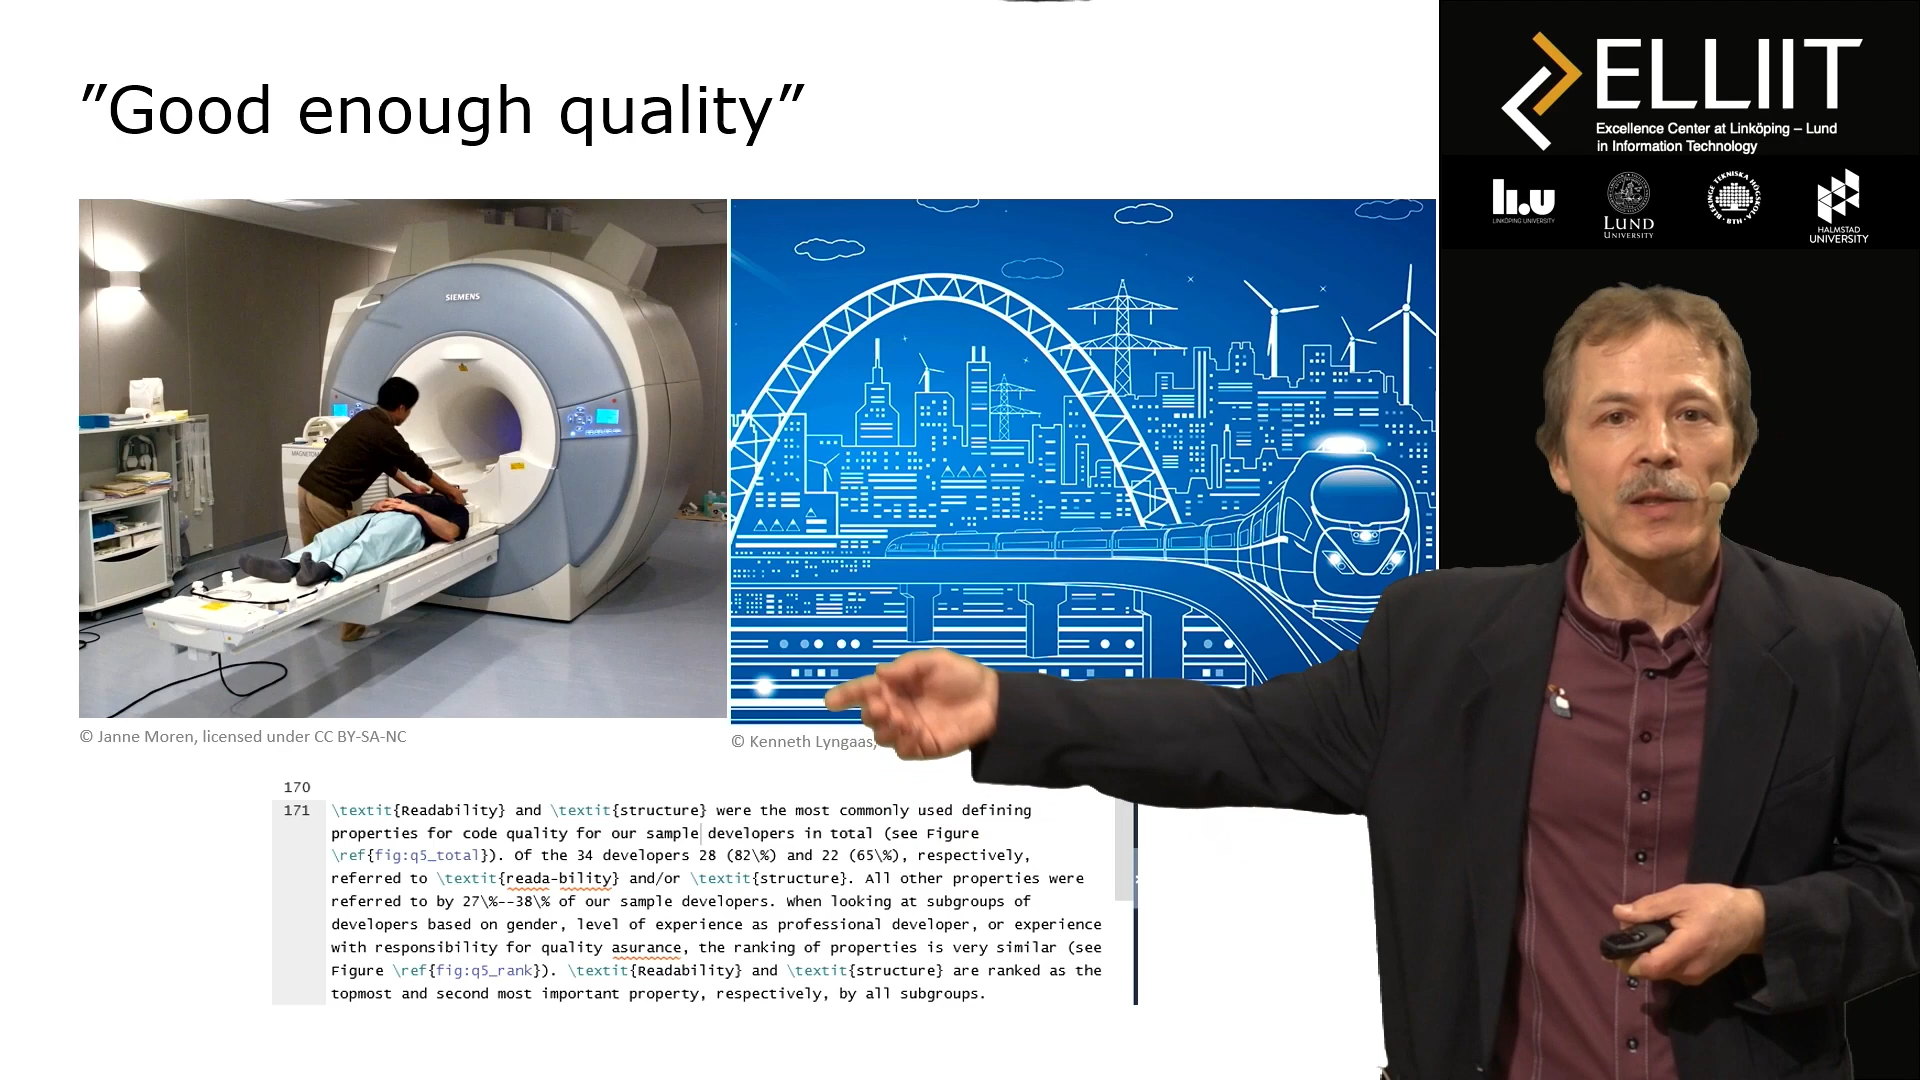 ”Good enough quality”
ELLIIT
Excellence Center at Linköping – Lund
in Information Technology
li.u
LINKÖPING UNIVERSITY
LUND
UNIVERSITY
BLEKINGE TEKNISKA HÖGSKOLA · BTH ·
HALMSTAD
UNIVERSITY
SIEMENS
© Janne Moren, licensed under CC BY-SA-NC
© Kenneth Lyngaas,
170
171
\textit{Readability} and \textit{structure} were the most commonly used defining
properties for code quality for our sample developers in total (see Figure
\ref{fig:q5_total}). Of the 34 developers 28 (82\%) and 22 (65\%), respectively,
referred to \textit{reada-bility} and/or \textit{structure}. All other properties were
referred to by 27\%--38\% of our sample developers. When looking at subgroups of
developers based on gender, level of experience as professional developer, or experience
with responsibility for quality asurance, the ranking of properties is very similar (see
Figure \ref{fig:q5_rank}). \textit{Readability} and \textit{structure} are ranked as the
topmost and second most important property, respectively, by all subgroups.